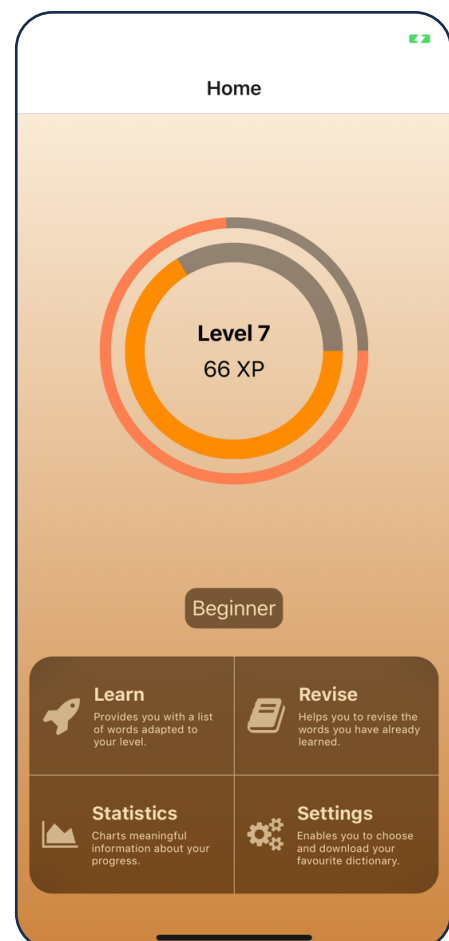 Home
Level 7
66 XP
Beginner
Learn
Provides you with a list
of words adapted to
your level.
Revise
Helps you to revise the
words you have already
learned.
Statistics
Charts meaningful
information about your
progress.
Settings
Enables you to choose
and download your
favourite dictionary.